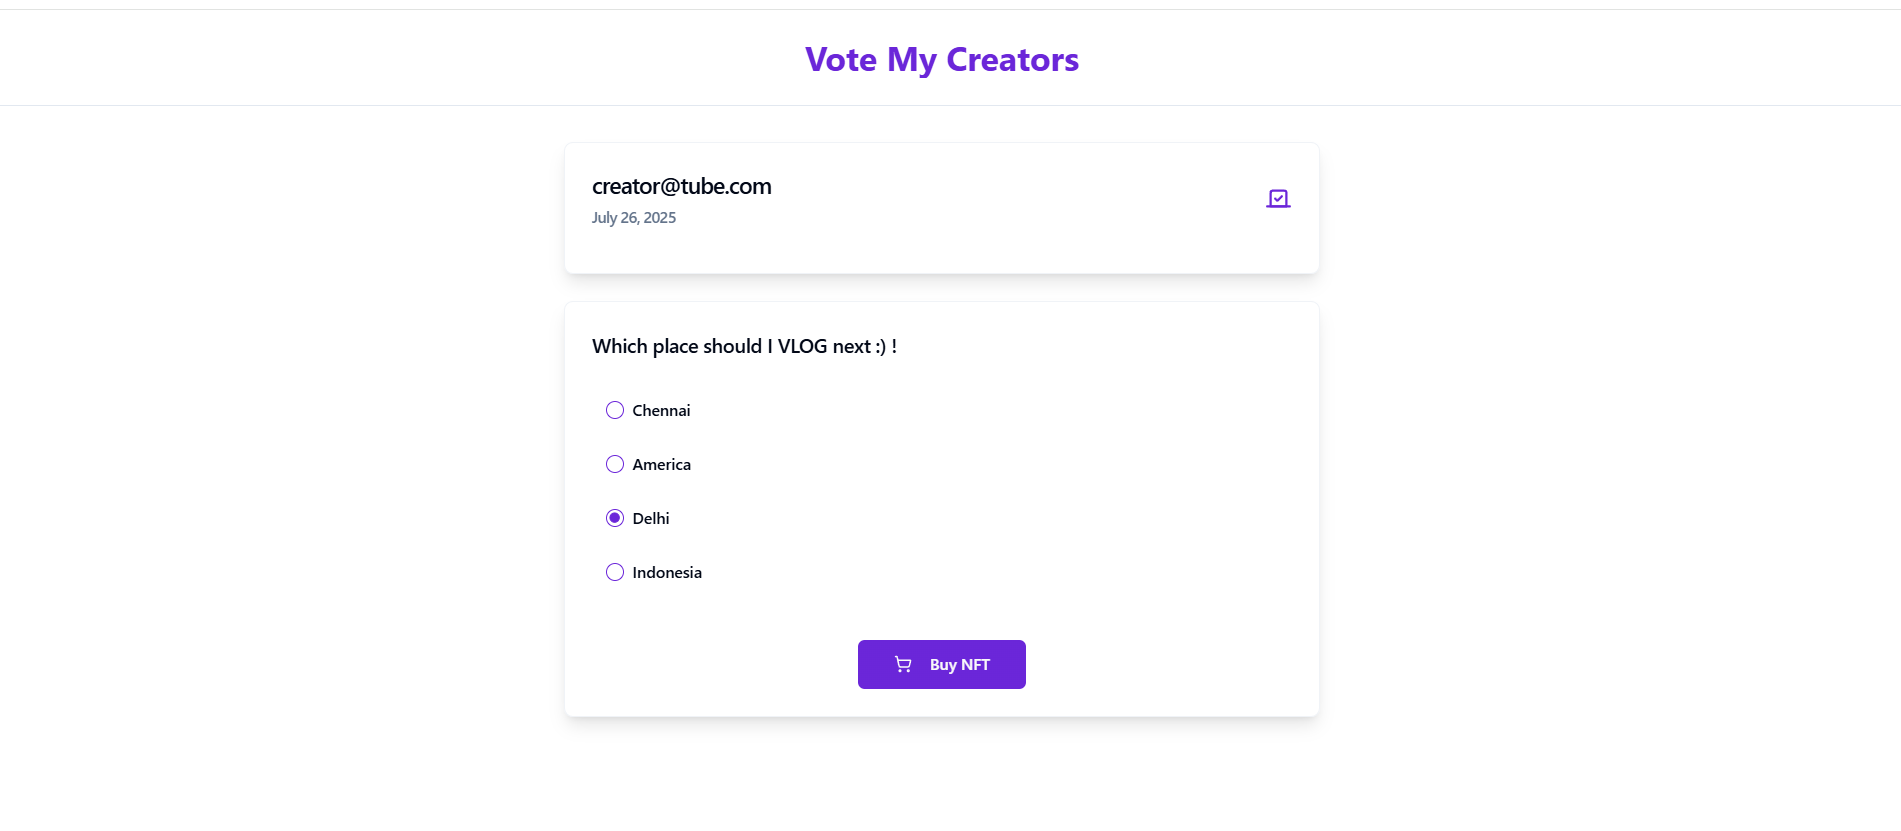 Vote My Creators
creator@tube.com
July 26, 2025
Which place should I VLOG next :) !
Chennai
America
Delhi
Indonesia
Buy NFT